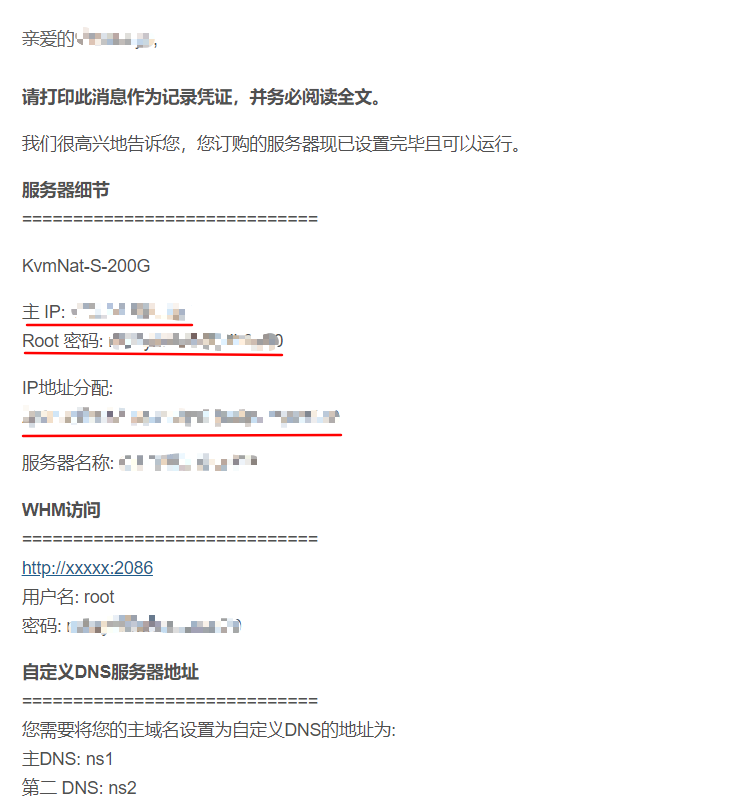 亲爱的
请打印此消息作为记录凭证，并务必阅读全文。
我们很高兴地告诉您，您订购的服务器现已设置完毕且可以运行。
服务器细节
=============================
KvmNat-S-200G
主 IP:
Root 密码:
IP地址分配:
服务器名称:
WHM访问
=============================
http://xxxxx:2086
用户名: root
密码:
自定义DNS服务器地址
=============================
您需要将您的主域名设置为自定义DNS的地址为:
主DNS: ns1
第二 DNS: ns2